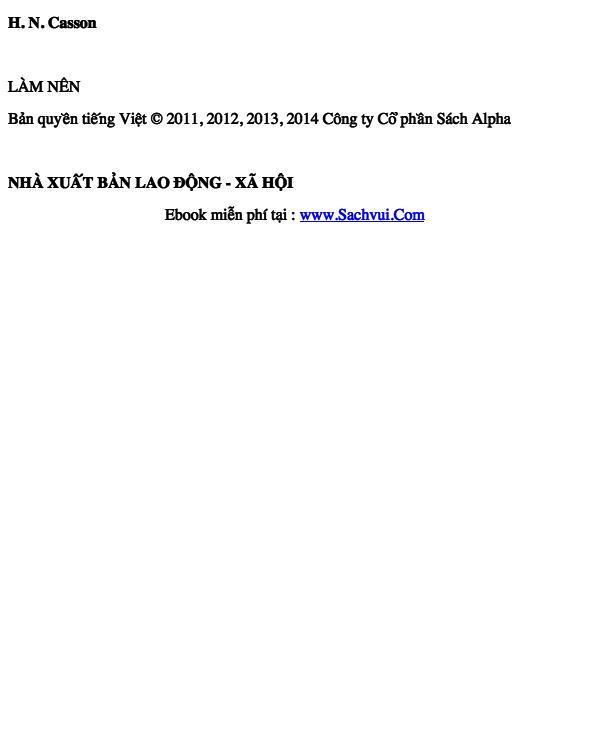 H. N. Casson
LÀM NÊN
Bản quyền tiếng Việt © 2011, 2012, 2013, 2014 Công ty Cổ phần Sách Alpha
NHÀ XUẤT BẢN LAO ĐỘNG - XÃ HỘI
Ebook miễn phí tại : www.Sachvui.Com